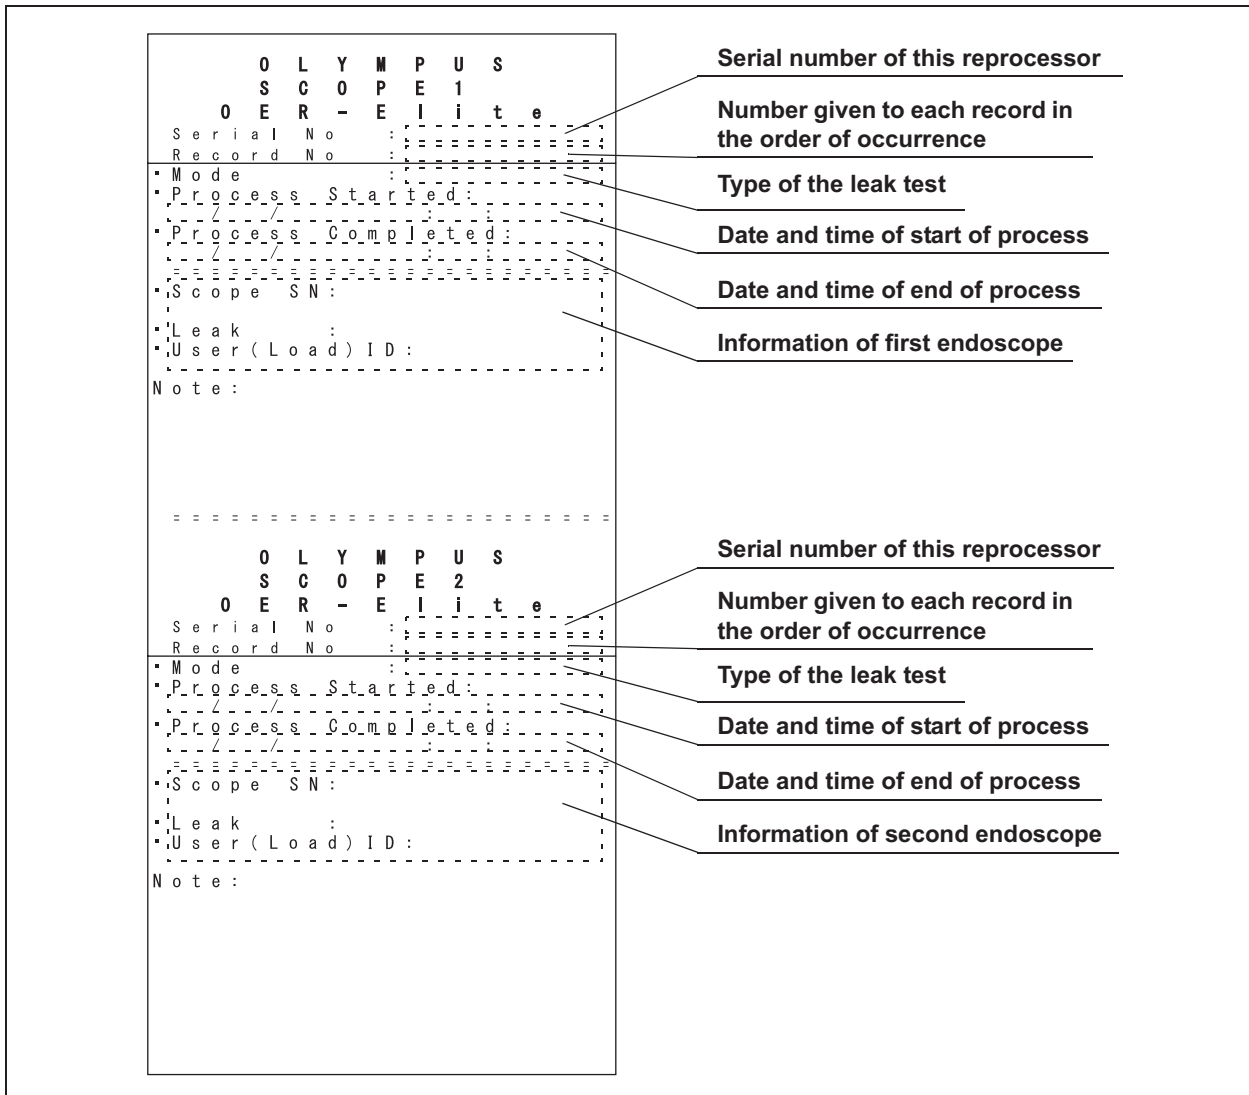 OLYMPUS
SCOPE1
OER-Elite
Serial No :
Record No :
Mode :
Process Started:
/ / : :
Process Completed:
/ / : :
=======================
Scope SN:
Leak :
User(Load)ID:
Note:
Serial number of this reprocessor
Number given to each record in
the order of occurrence
Type of the leak test
Date and time of start of process
Date and time of end of process
Information of first endoscope
=======================
OLYMPUS
SCOPE2
OER-Elite
Serial No :
Record No :
Mode :
Process Started:
/ / : :
Process Completed:
/ / : :
=======================
Scope SN:
Leak :
User(Load)ID:
Note:
Serial number of this reprocessor
Number given to each record in
the order of occurrence
Type of the leak test
Date and time of start of process
Date and time of end of process
Information of second endoscope